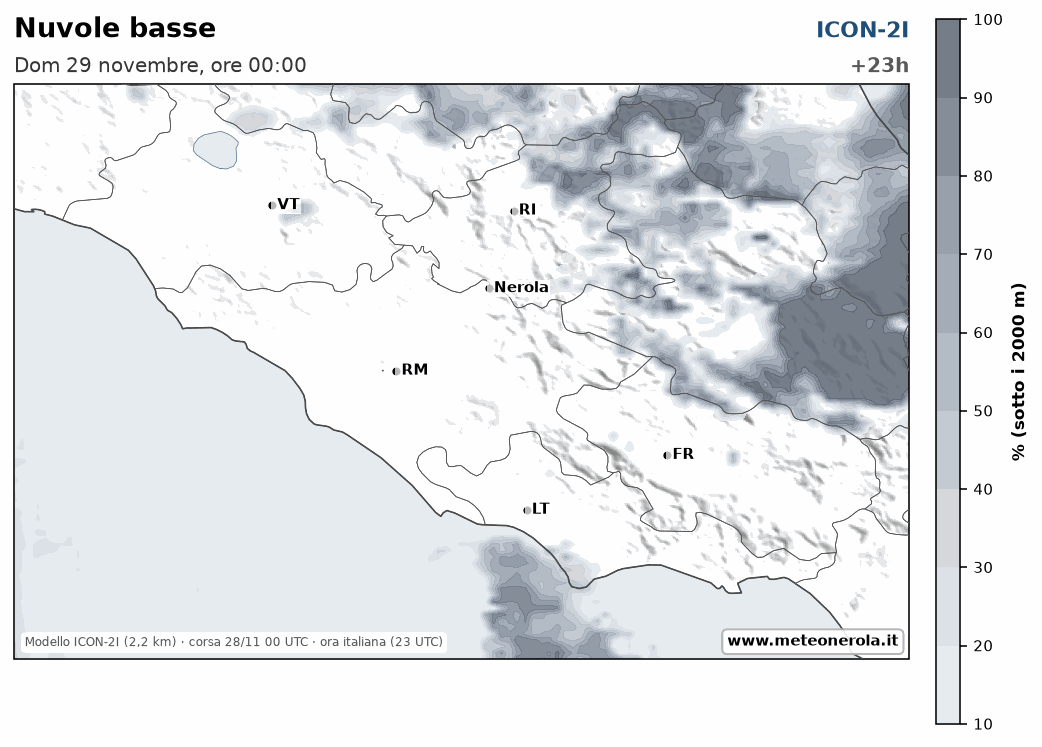 Nuvole basse
ICON-2I
Dom 29 novembre, ore 00:00
+23h
VT
RI
Nerola
RM
FR
LT
Modello ICON-2I (2,2 km) · corsa 28/11 00 UTC · ora italiana (23 UTC)
www.meteonerola.it
100
90
80
70
60
50
40
30
20
10
% (sotto i 2000 m)